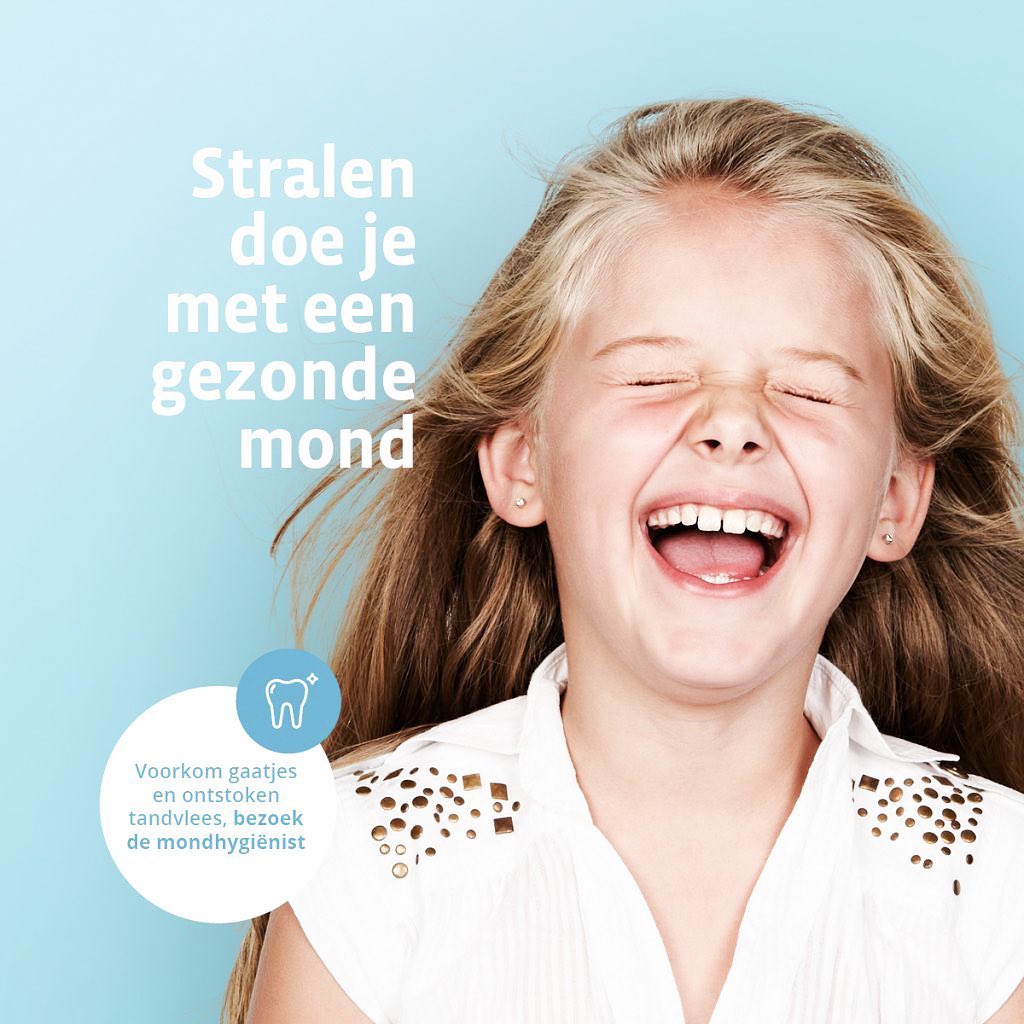 Stralen
doe je
met een
gezonde
mond
Voorkom gaatjes
en ontstoken
tandvlees, bezoek
de mondhygiënist